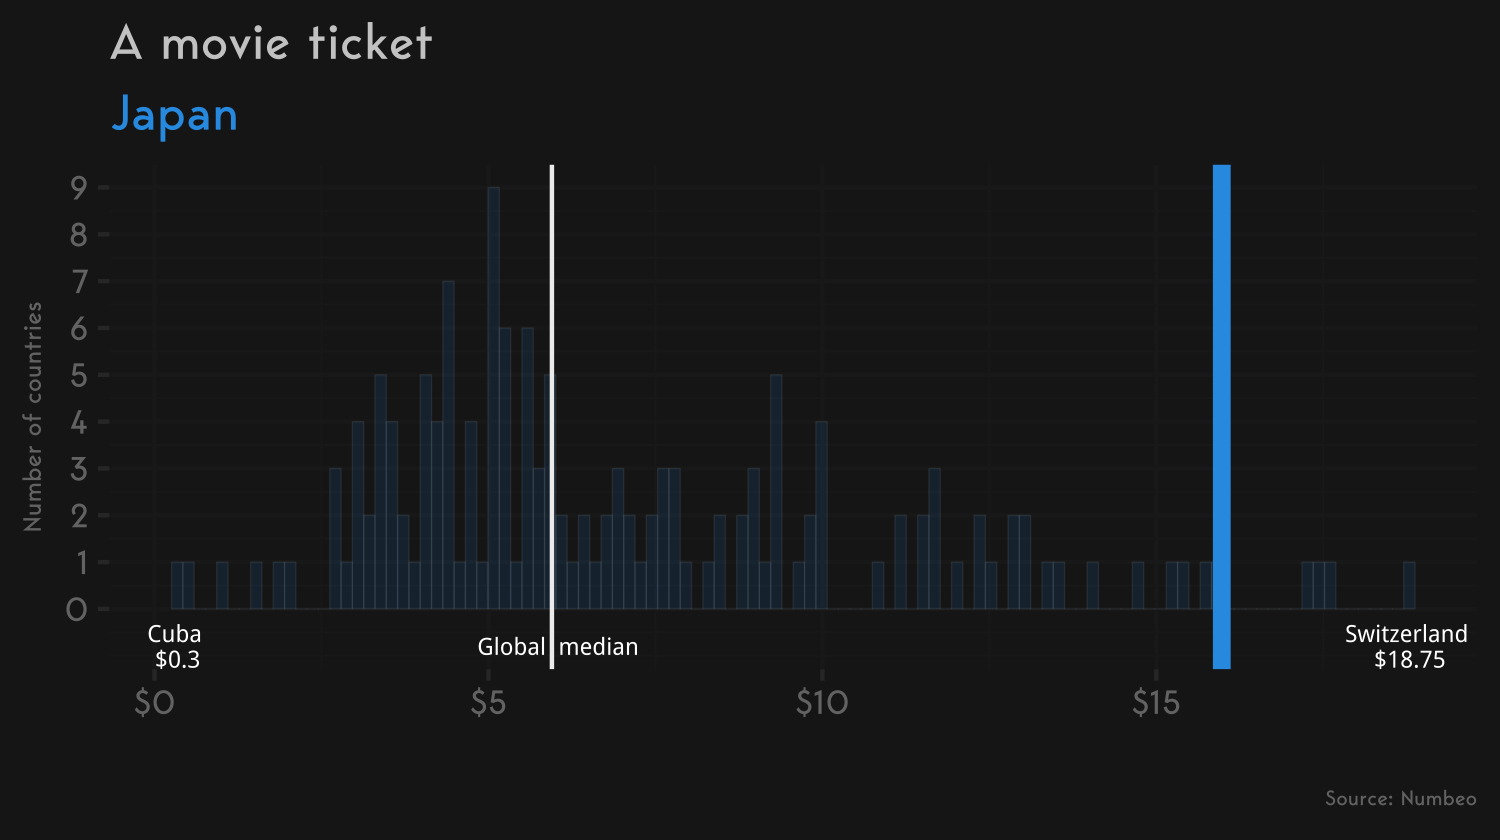 A movie ticket
Japan
Number of countries
9
8
7
6
5
4
3
2
1
0
Cuba
$0.3
Global median
Switzerland
$18.75
$0 $5 $10 $15
Source: Numbeo